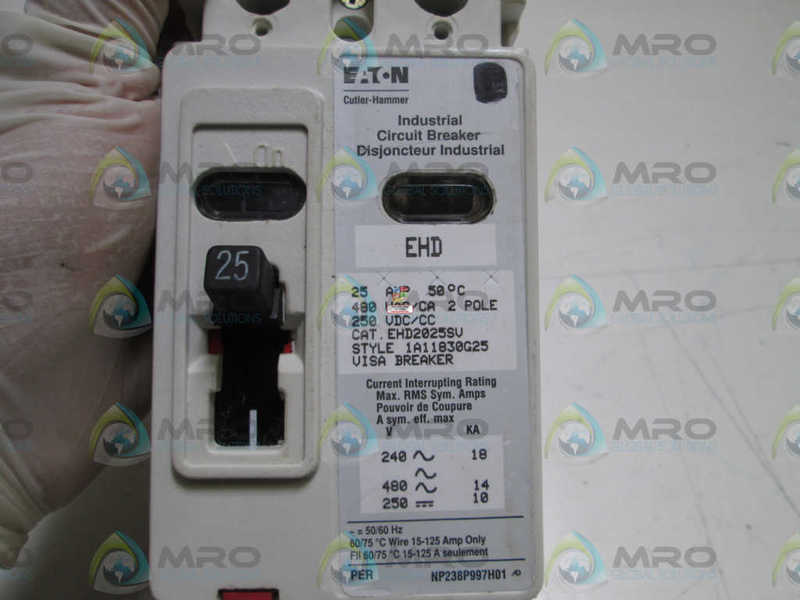 EATON
Cutler-Hammer
Industrial
Circuit Breaker
Disjoncteur Industrial
On
25
EHD
25 AMP 50°C
480 /CA 2 POLE
250 VDC/CC
CAT. EHD2025SV
STYLE 1A11830G25
VISA BREAKER
Current Interrupting Rating
Max. RMS Sym. Amps
Pouvoir de Coupure
A sym. eff. max
V KA
240 ~ 18
~
480 ~ 14
250 ⎓ 10
~ = 50/60 Hz
60/75 °C Wire 15-125 Amp Only
Fil 60/75 °C 15-125 A seulement
PER NP238P997H01
MRO